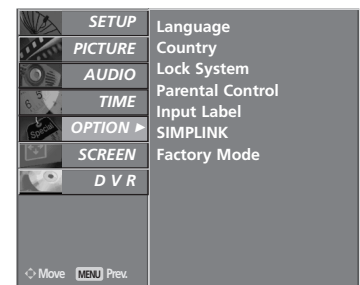 SETUP
PICTURE
AUDIO
TIME
OPTION ►
SCREEN
D V R
Language
Country
Lock System
Parental Control
Input Label
SIMPLINK
Factory Mode
Special
Move MENU Prev.